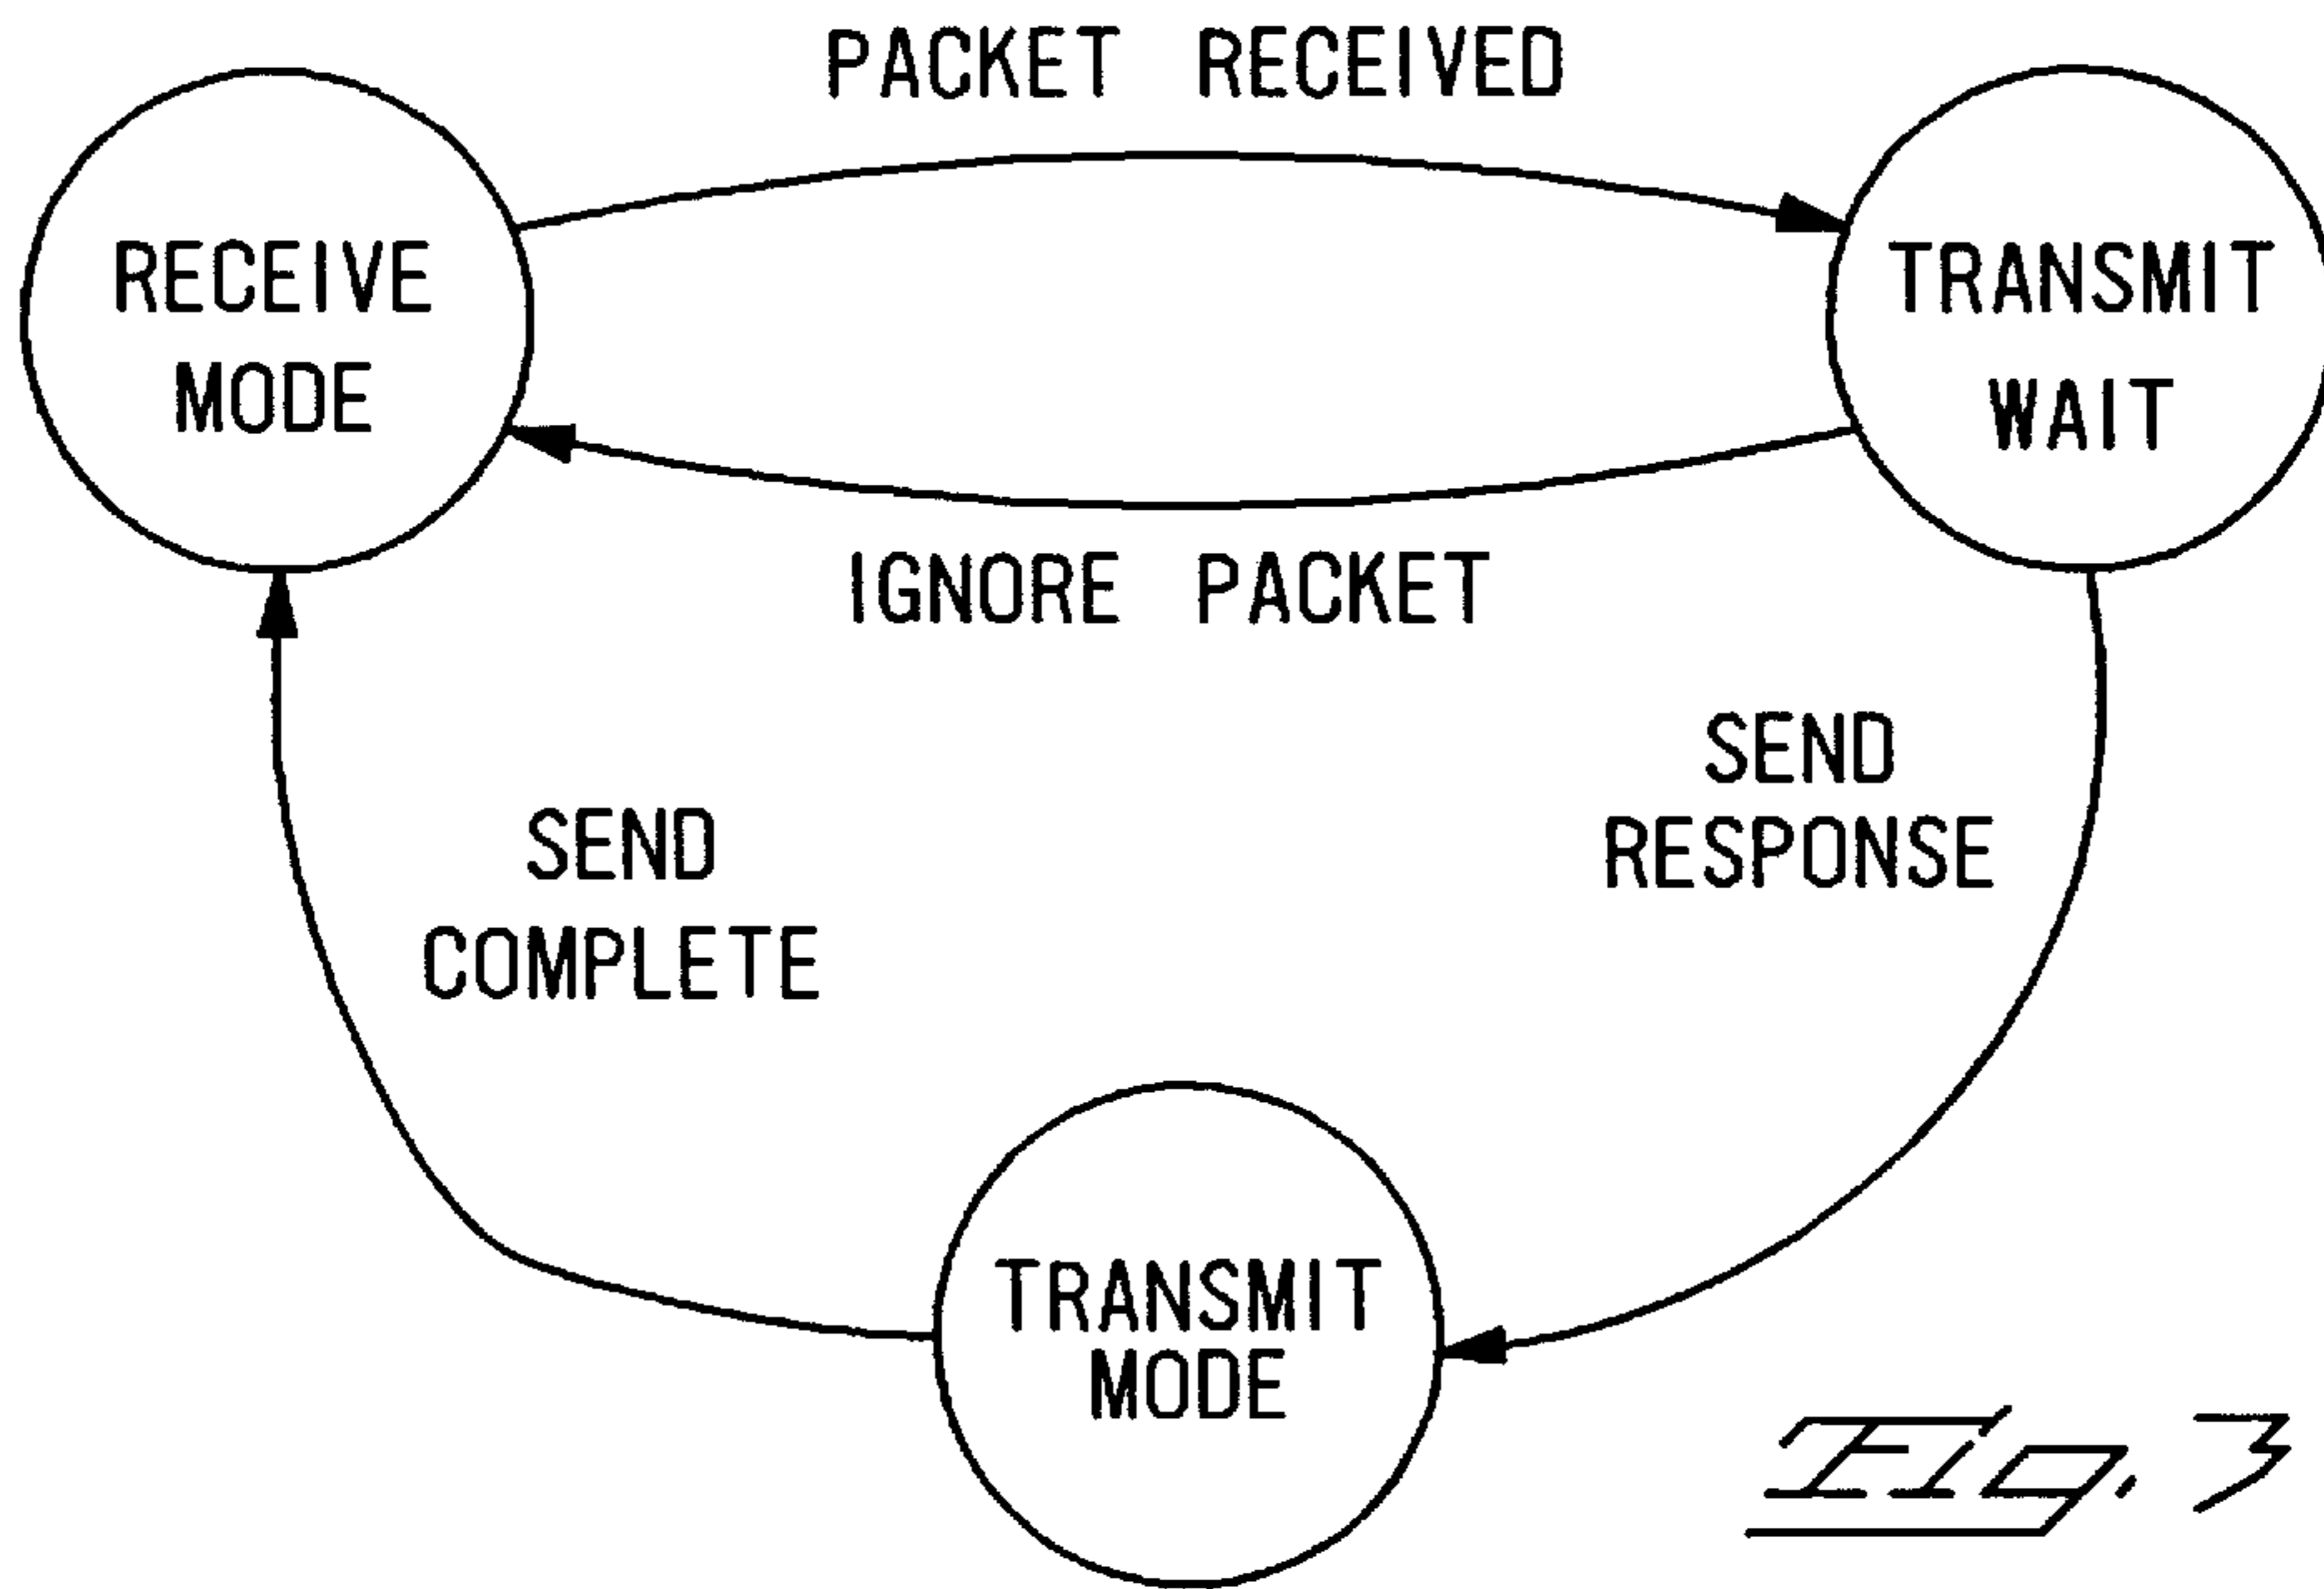 PACKET RECEIVED
RECEIVE
MODE
TRANSMIT
WAIT
IGNORE PACKET
SEND
RESPONSE
SEND
COMPLETE
TRANSMIT
MODE
Fig. 3